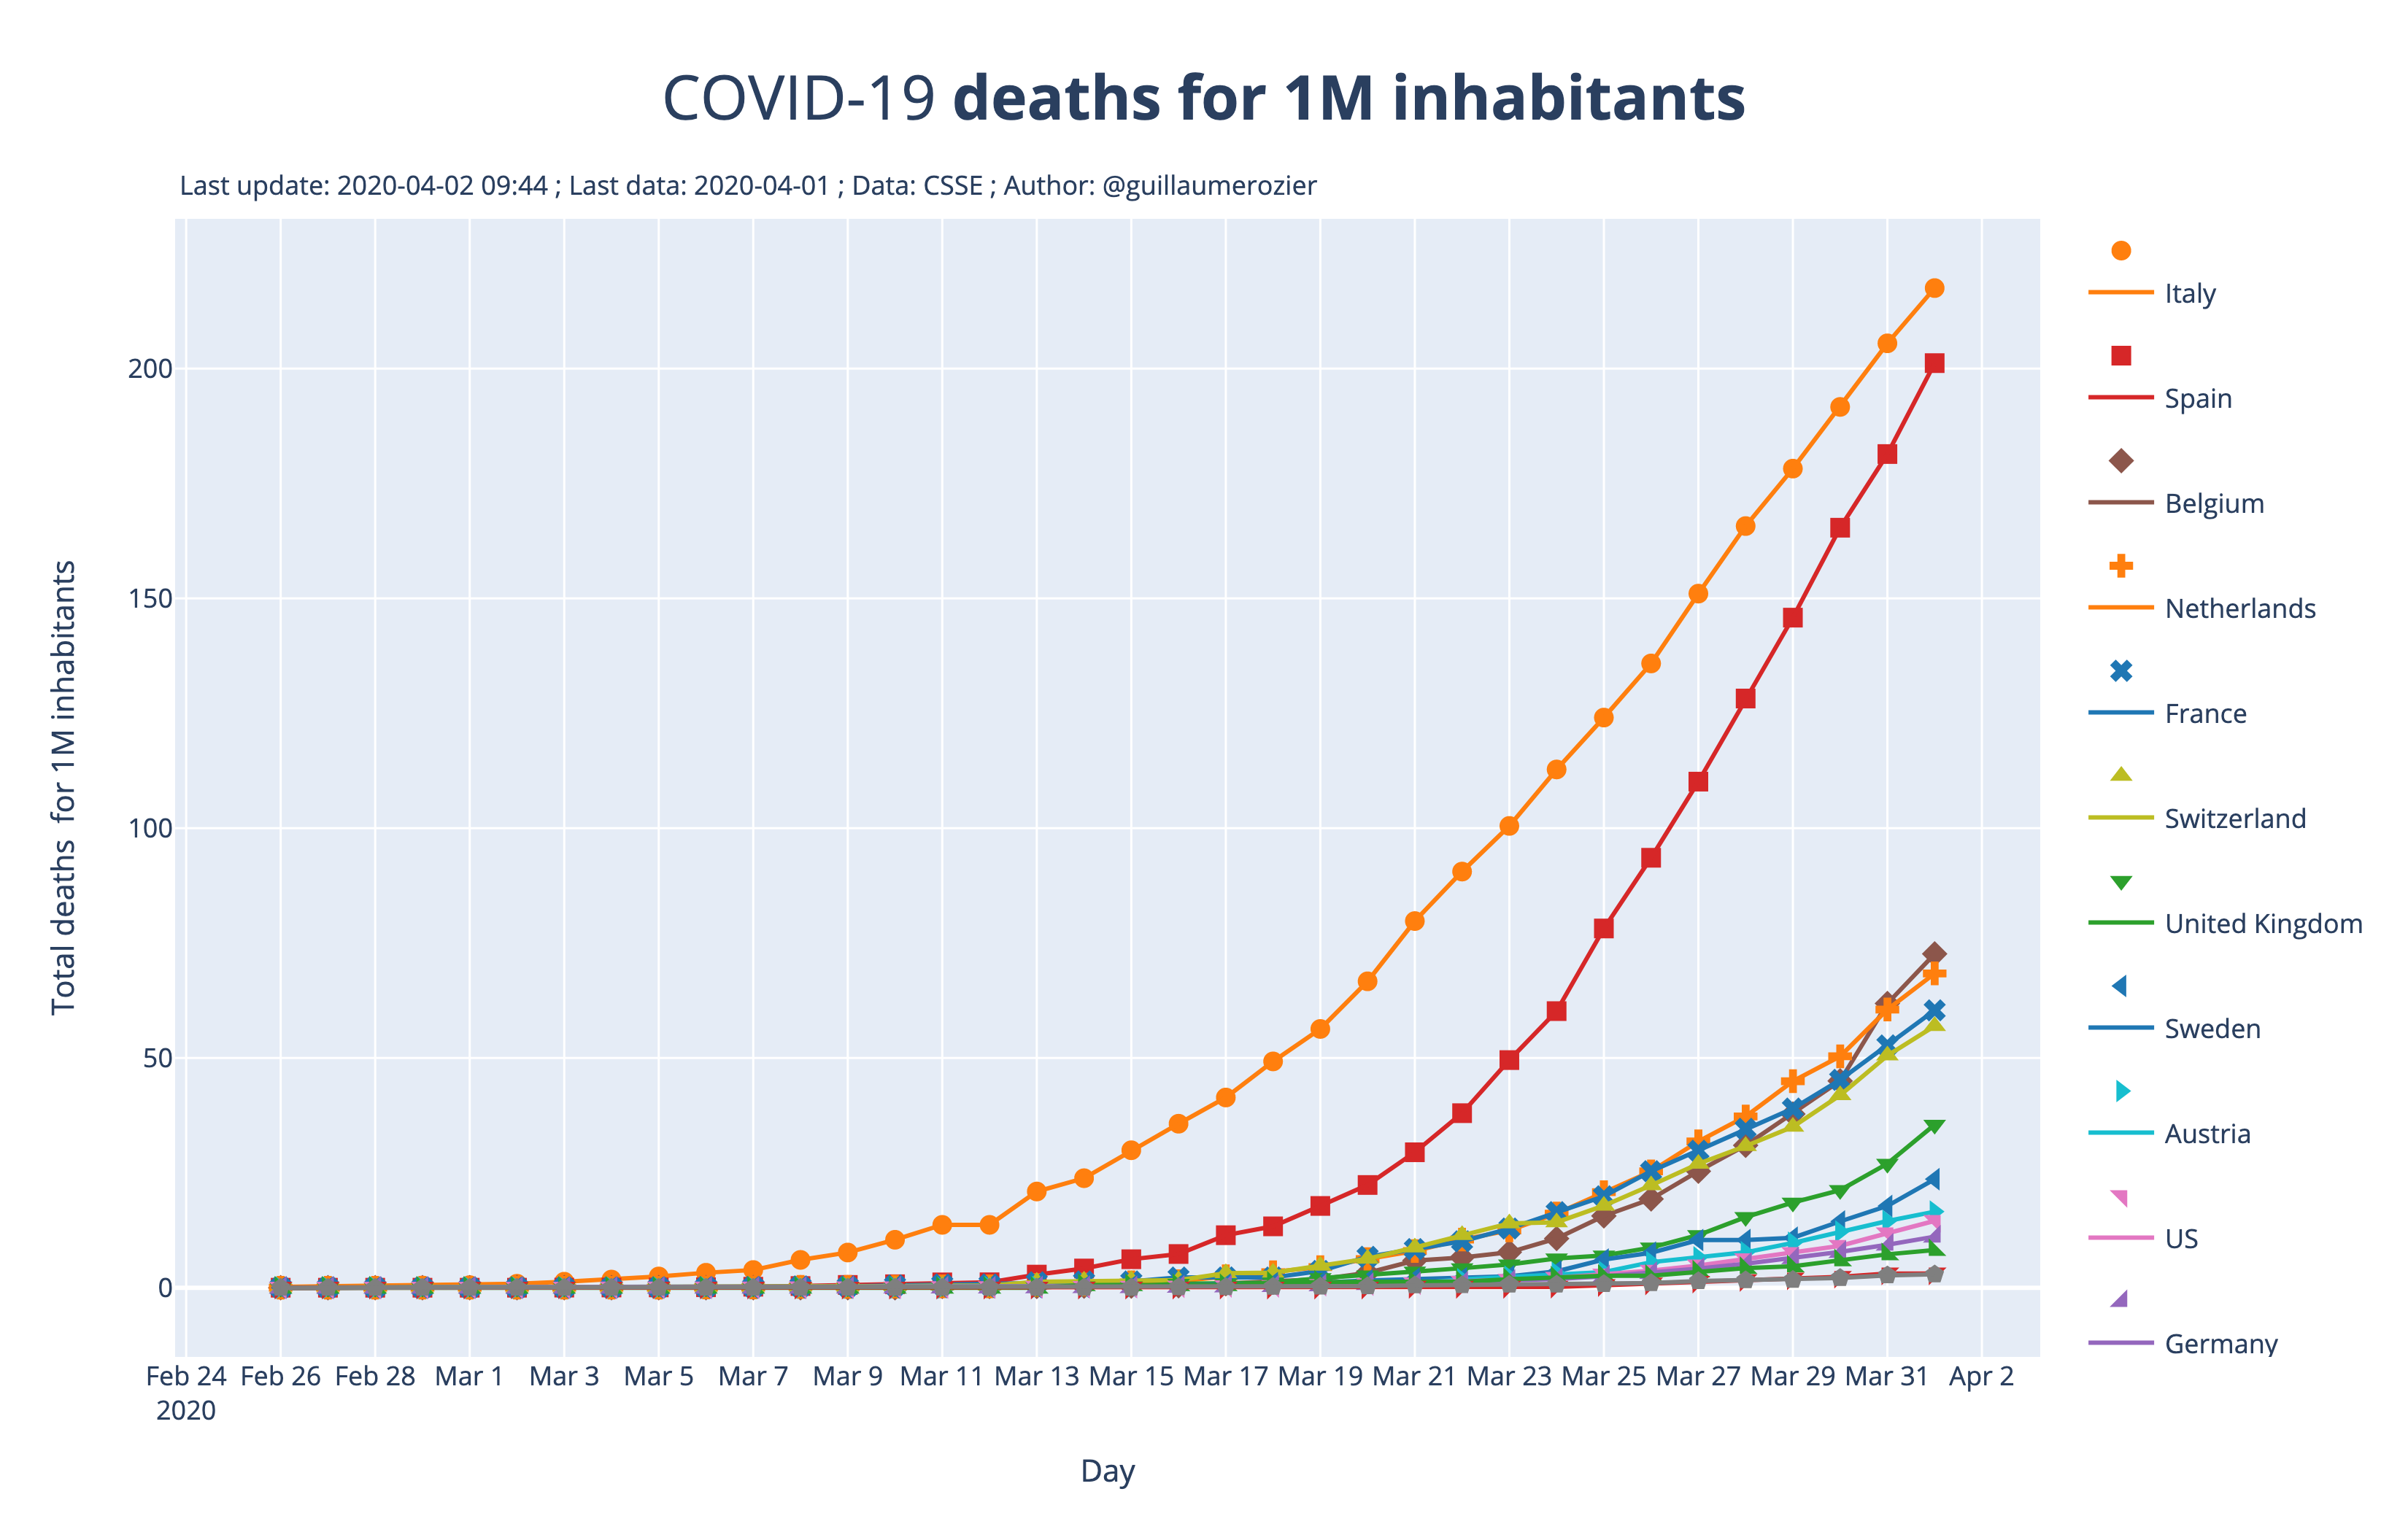 COVID-19 deaths for 1M inhabitants
Last update: 2020-04-02 09:44 ; Last data: 2020-04-01 ; Data: CSSE ; Author: @guillaumerozier
Total deaths for 1M inhabitants
200
150
100
50
0
Feb 24 Feb 26 Feb 28 Mar 1 Mar 3 Mar 5 Mar 7 Mar 9 Mar 11 Mar 13 Mar 15 Mar 17 Mar 19 Mar 21 Mar 23 Mar 25 Mar 27 Mar 29 Mar 31 Apr 2
2020
Day
Italy
Spain
Belgium
Netherlands
France
Switzerland
United Kingdom
Sweden
Austria
US
Germany